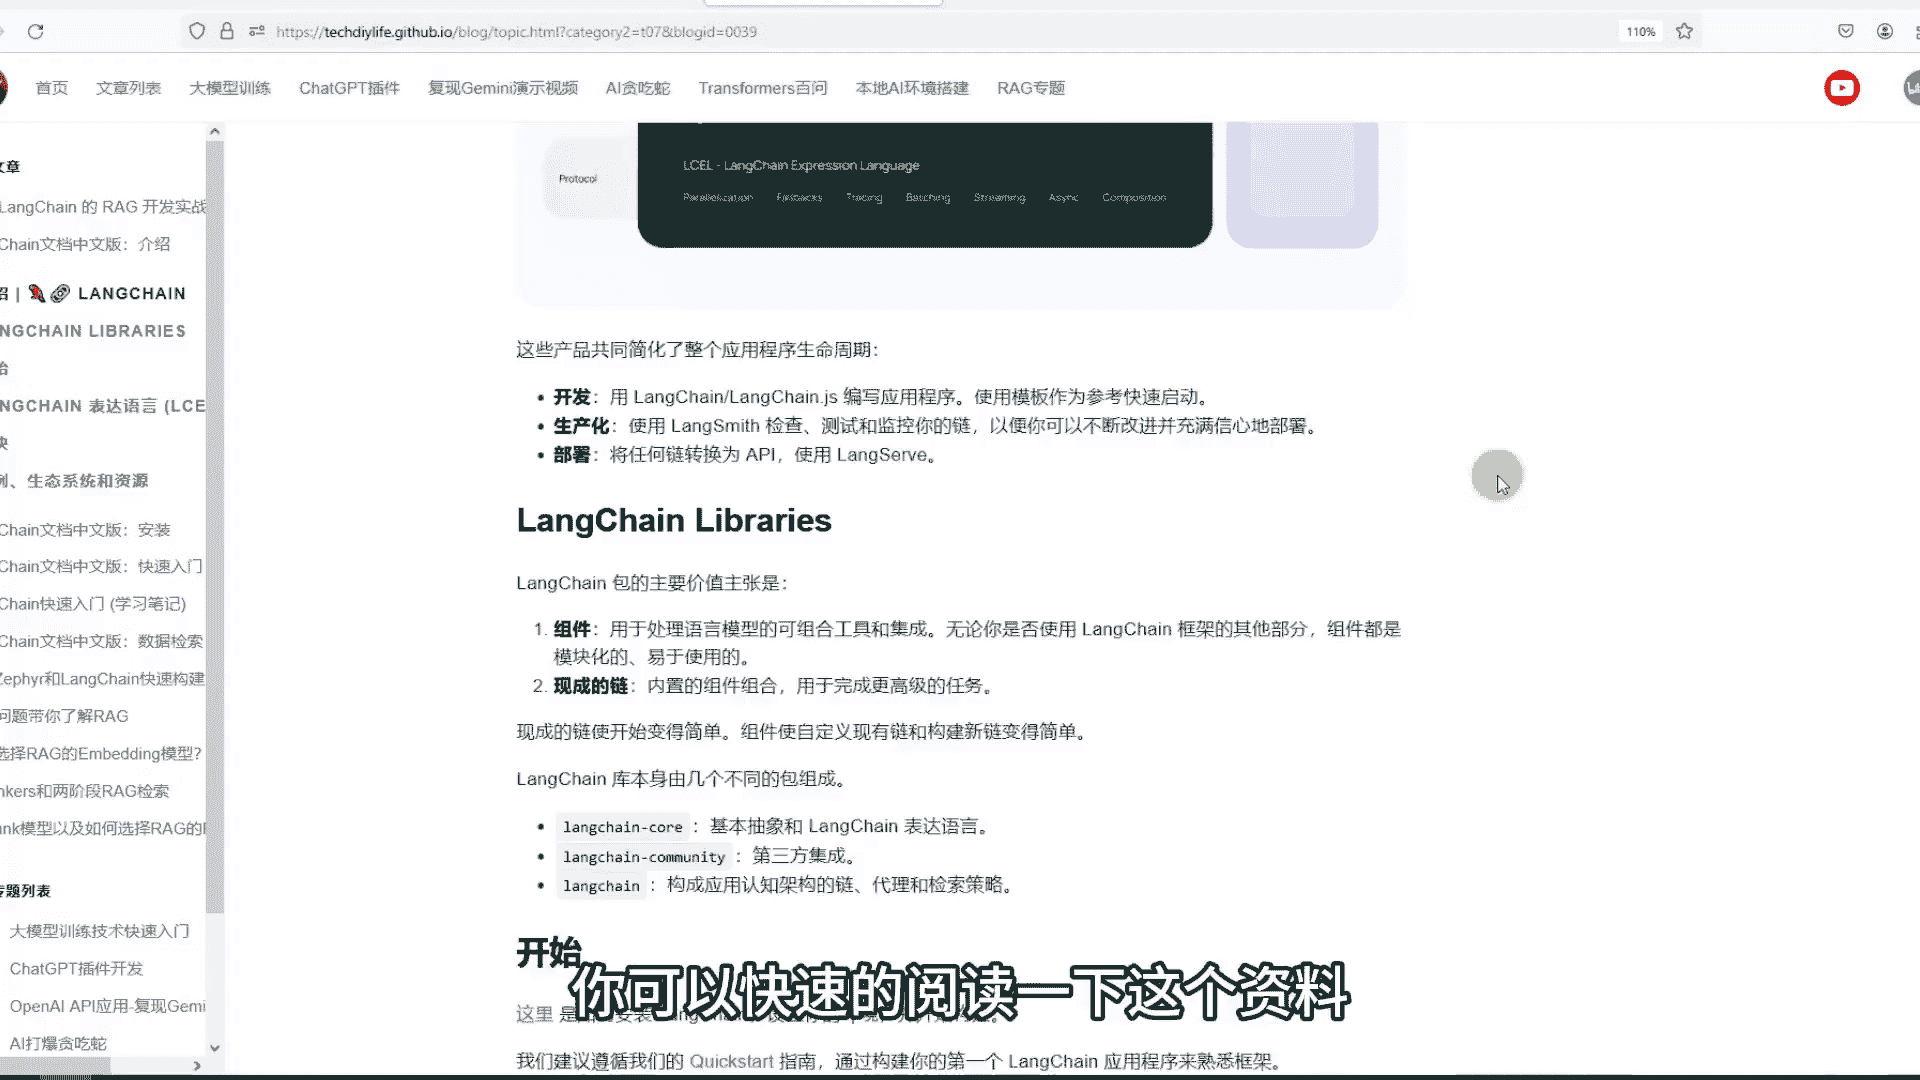 https://techdiylife.github.io/blog/topic.html?category2=t07&blogid=0039
110%
首页 文章列表 大模型训练 ChatGPT插件 复现Gemini演示视频 AI贪吃蛇 Transformers百问 本地AI环境搭建 RAG专题
文章
LangChain 的 RAG 开发实战
Chain文档中文版：介绍
绍 | 🦜🔗 LANGCHAIN
NGCHAIN LIBRARIES
始
NGCHAIN 表达语言 (LCE
块
例、生态系统和资源
Chain文档中文版：安装
Chain文档中文版：快速入门
Chain快速入门 (学习笔记)
Chain文档中文版：数据检索
Zephyr和LangChain快速构建
问题带你了解RAG
选择RAG的Embedding模型?
nkers和两阶段RAG检索
ank模型以及如何选择RAG的
专题列表
大模型训练技术快速入门
ChatGPT插件开发
OpenAI API应用-复现Gemi
AI打爆贪吃蛇
Protocol
LCEL - LangChain Expression Language
Parallelization Fallbacks Tracing Batching Streaming Async Composition
这些产品共同简化了整个应用程序生命周期：
• 开发：用 LangChain/LangChain.js 编写应用程序。使用模板作为参考快速启动。
• 生产化：使用 LangSmith 检查、测试和监控你的链，以便你可以不断改进并充满信心地部署。
• 部署：将任何链转换为 API，使用 LangServe。
LangChain Libraries
LangChain 包的主要价值主张是：
1. 组件：用于处理语言模型的可组合工具和集成。无论你是否使用 LangChain 框架的其他部分，组件都是
模块化的、易于使用的。
2. 现成的链：内置的组件组合，用于完成更高级的任务。
现成的链使开始变得简单。组件使自定义现有链和构建新链变得简单。
LangChain 库本身由几个不同的包组成。
• langchain-core ：基本抽象和 LangChain 表达语言。
• langchain-community ：第三方集成。
• langchain ：构成应用认知架构的链、代理和检索策略。
开始
你可以快速的阅读一下这个资料
这里 是
我们建议遵循我们的 Quickstart 指南，通过构建你的第一个 LangChain 应用程序来熟悉框架。